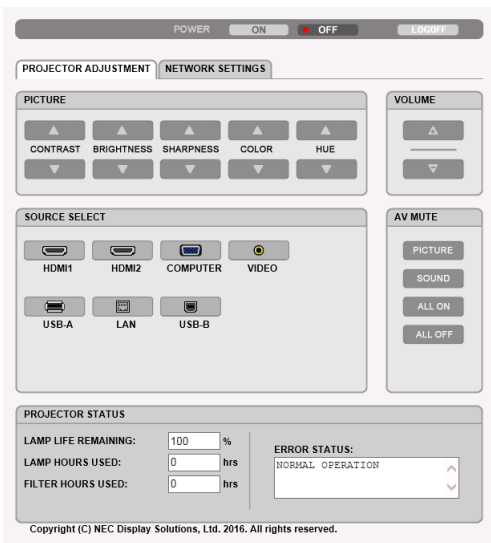 POWER ON OFF LOGOFF
PROJECTOR ADJUSTMENT NETWORK SETTINGS
PICTURE
CONTRAST BRIGHTNESS SHARPNESS COLOR HUE
VOLUME
SOURCE SELECT
HDMI1 HDMI2 COMPUTER VIDEO
USB-A LAN USB-B
AV MUTE
PICTURE
SOUND
ALL ON
ALL OFF
PROJECTOR STATUS
LAMP LIFE REMAINING: 100 %
LAMP HOURS USED: 0 hrs
FILTER HOURS USED: 0 hrs
ERROR STATUS:
NORMAL OPERATION
Copyright (C) NEC Display Solutions, Ltd. 2016. All rights reserved.